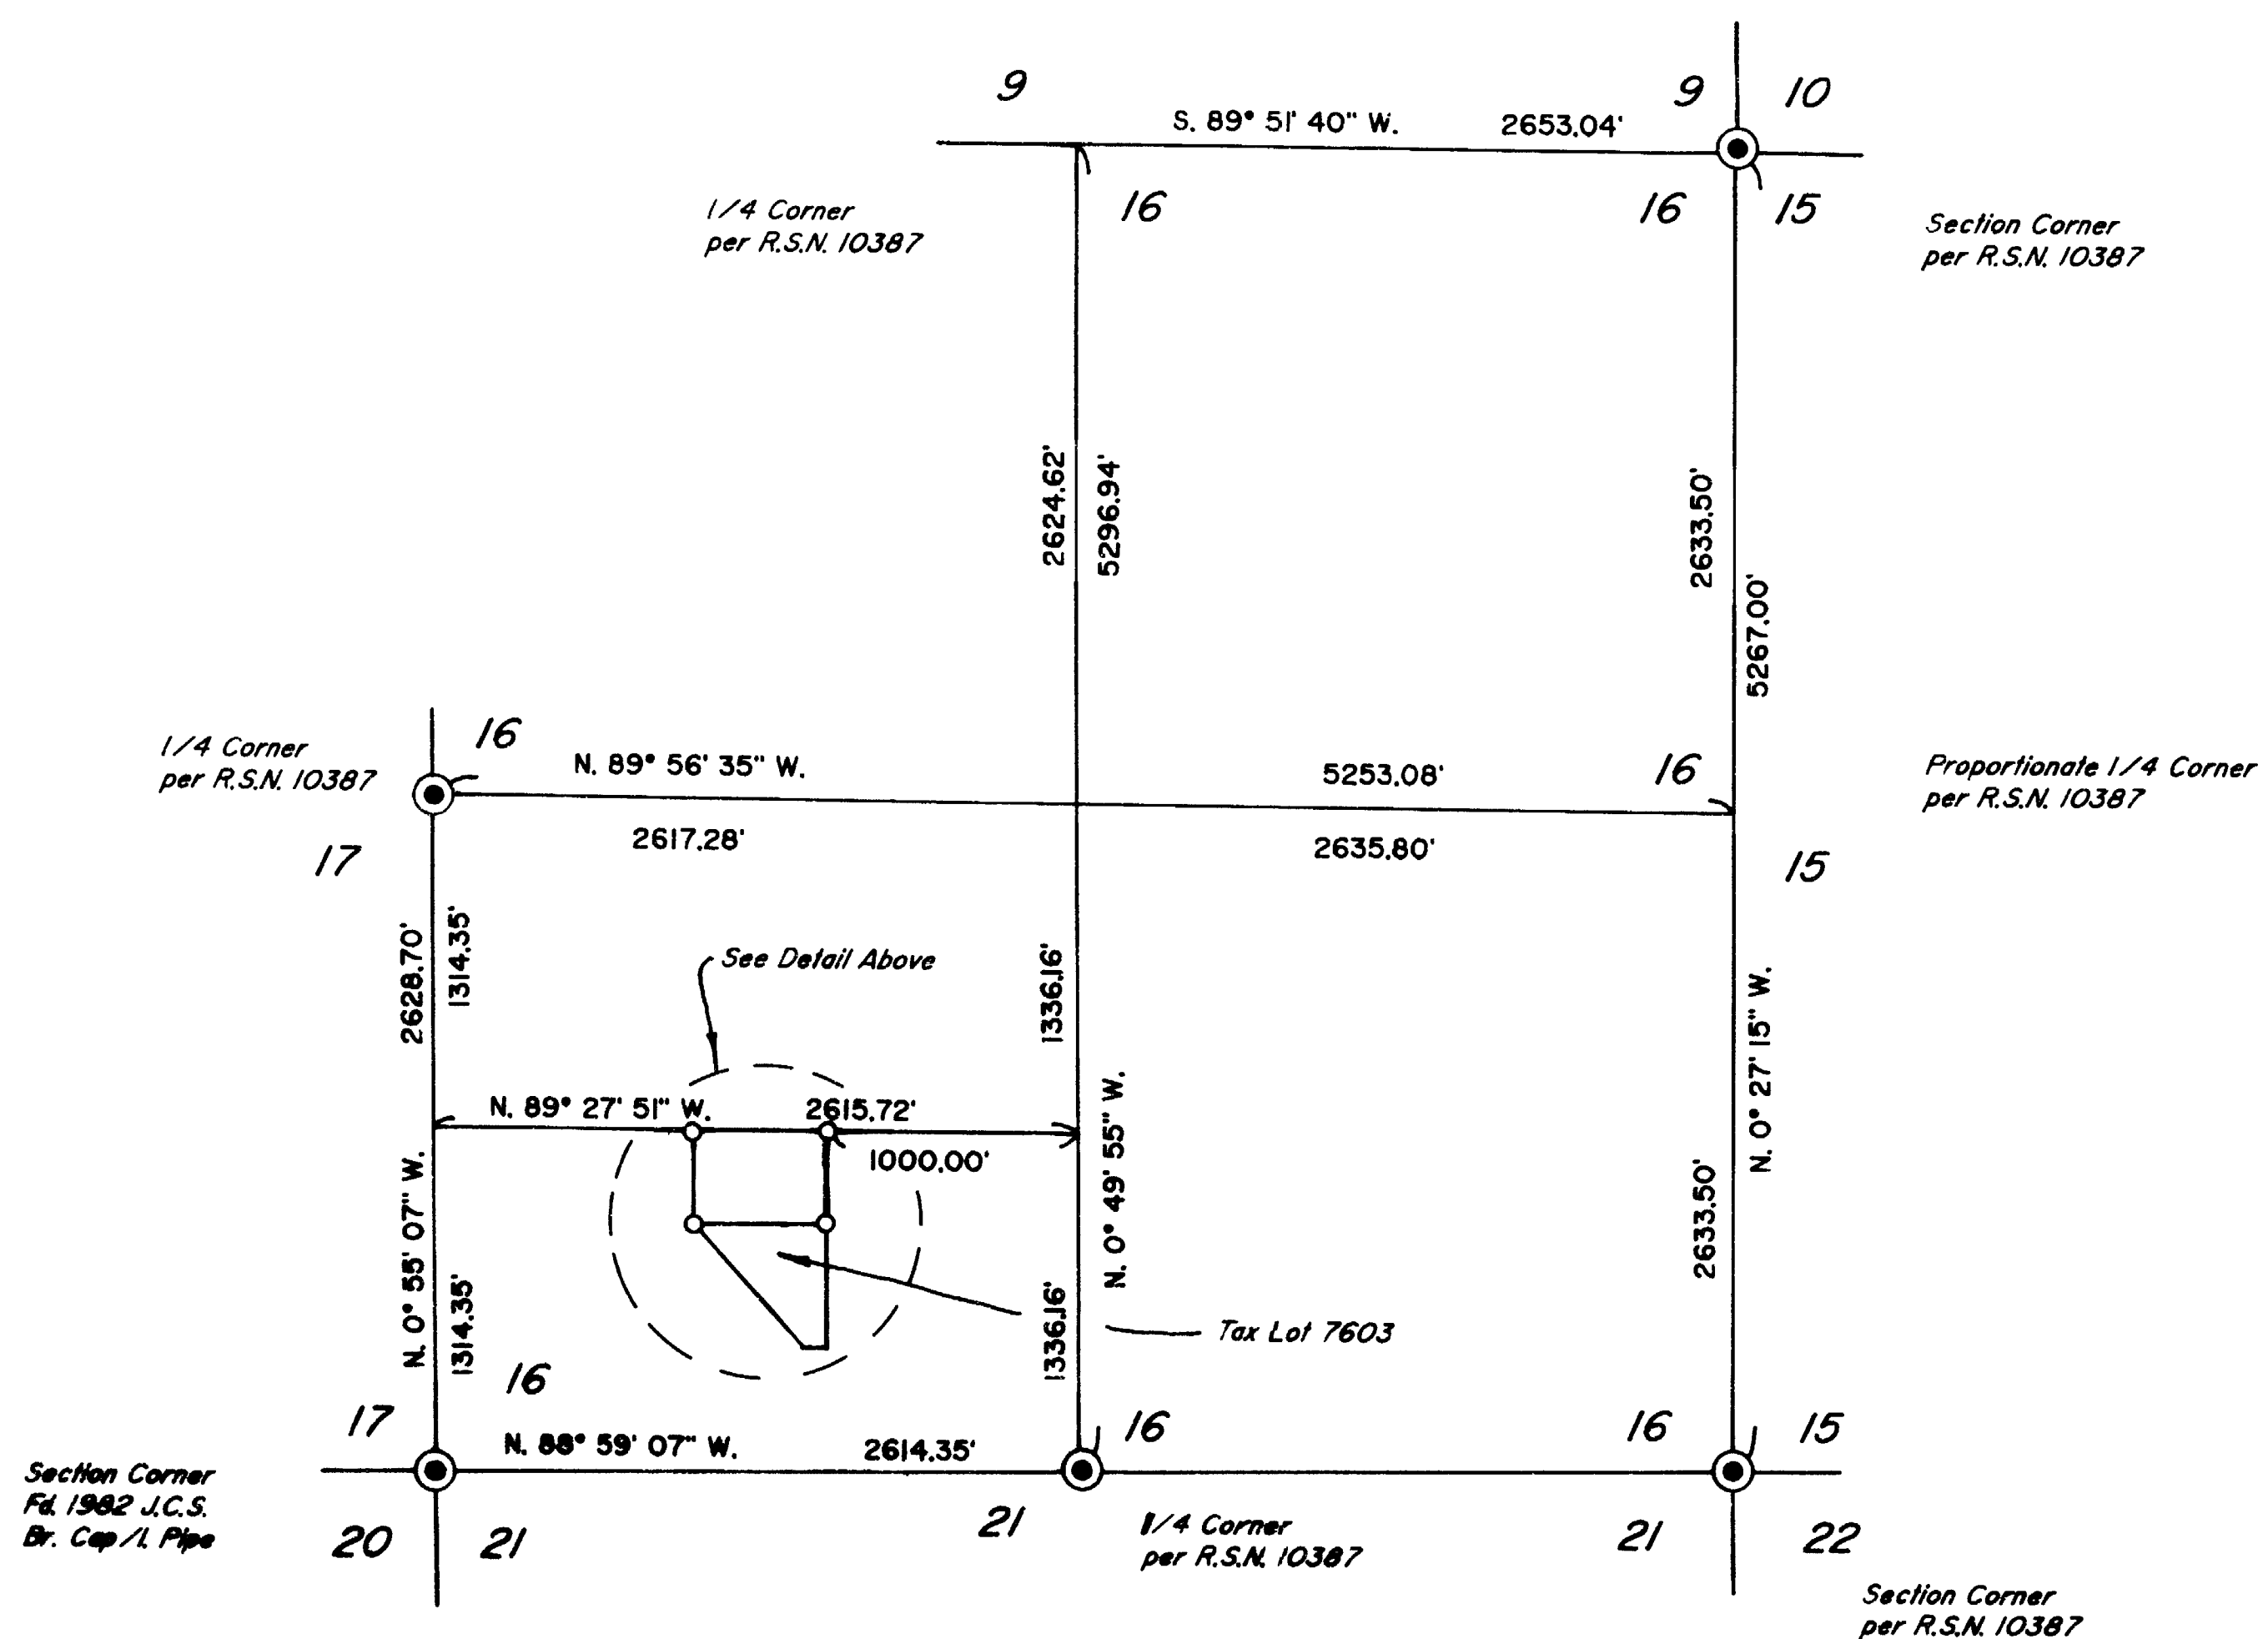 9
9
10
S. 89° 51' 40" W.
2653.04'
16
16
15
1/4 Corner
per R.S.N. 10387
Section Corner
per R.S.N. 10387
2624.62'
5296.94'
2633.50'
5267.00'
16
1/4 Corner
per R.S.N. 10387
N. 89° 56' 35" W.
5253.08'
16
Proportionate 1/4 Corner
per R.S.N. 10387
2617.28'
2635.80'
17
15
2628.70'
1314.35'
See Detail Above
1336.16'
N. 0° 27' 15" W.
N. 89° 27' 51" W.
2615.72'
1000.00'
N. 0° 49' 55" W.
N. 0° 55' 07" W.
1314.35'
1336.16'
2633.50'
Tax Lot 7603
16
17
16
16
15
N. 88° 59' 07" W.
2614.35'
Section Corner
Fd. 1982 J.C.S.
Br. Cap/I. Pipe
20
21
21
1/4 Corner
per R.S.N. 10387
21
22
Section Corner
per R.S.N. 10387